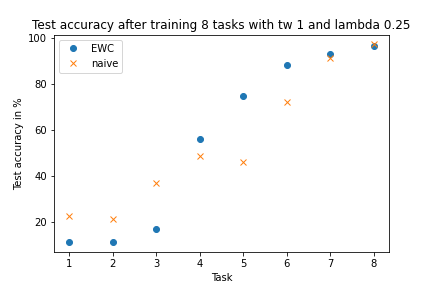 Test accuracy after training 8 tasks with tw 1 and lambda 0.25
EWC
naive
100
80
60
40
20
Test accuracy in %
1 2 3 4 5 6 7 8
Task